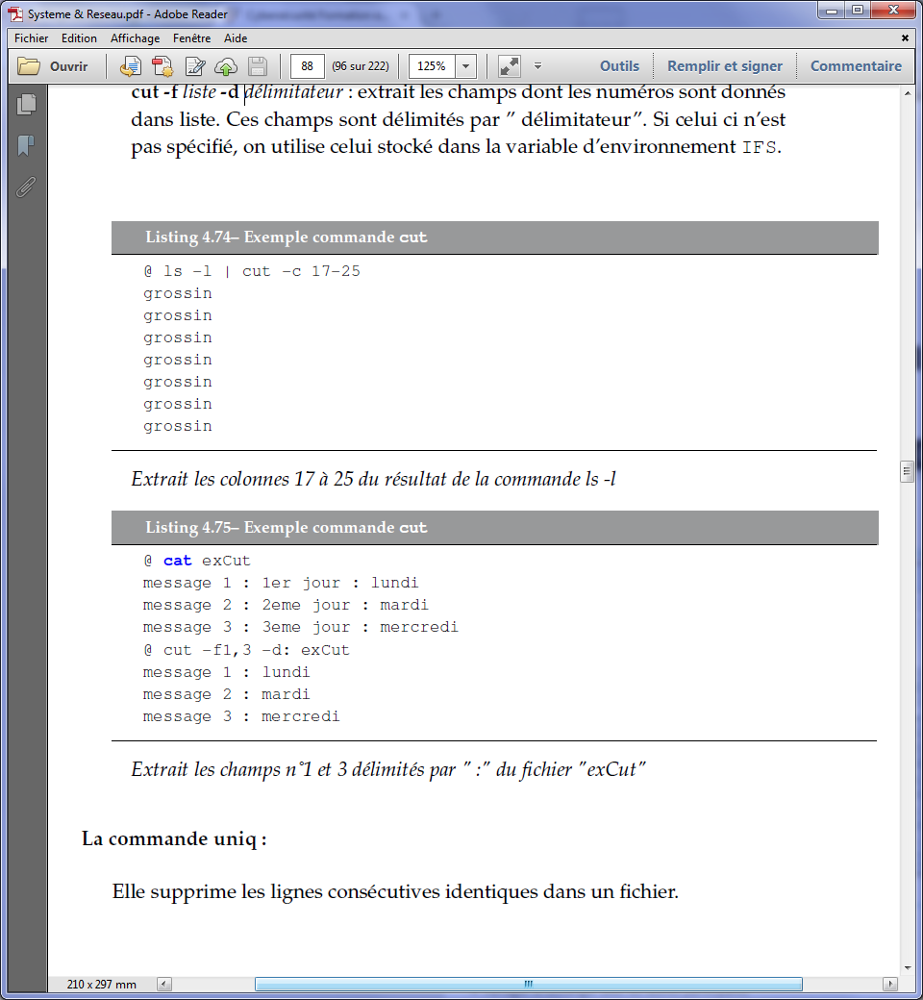 Systeme & Reseau.pdf - Adobe Reader
Fichier Edition Affichage Fenêtre Aide
Ouvrir 88 (96 sur 222) 125% Outils Remplir et signer Commentaire
cut -f liste -d délimitateur : extrait les champs dont les numéros sont donnés
dans liste. Ces champs sont délimités par ” délimitateur”. Si celui ci n’est
pas spécifié, on utilise celui stocké dans la variable d’environnement IFS.
Listing 4.74– Exemple commande cut
@ ls -l | cut -c 17-25
grossin
grossin
grossin
grossin
grossin
grossin
grossin
Extrait les colonnes 17 à 25 du résultat de la commande ls -l
Listing 4.75– Exemple commande cut
@ cat exCut
message 1 : 1er jour : lundi
message 2 : 2eme jour : mardi
message 3 : 3eme jour : mercredi
@ cut -f1,3 -d: exCut
message 1 : lundi
message 2 : mardi
message 3 : mercredi
Extrait les champs n°1 et 3 délimités par ” :” du fichier ”exCut”
La commande uniq :
Elle supprime les lignes consécutives identiques dans un fichier.
210 x 297 mm